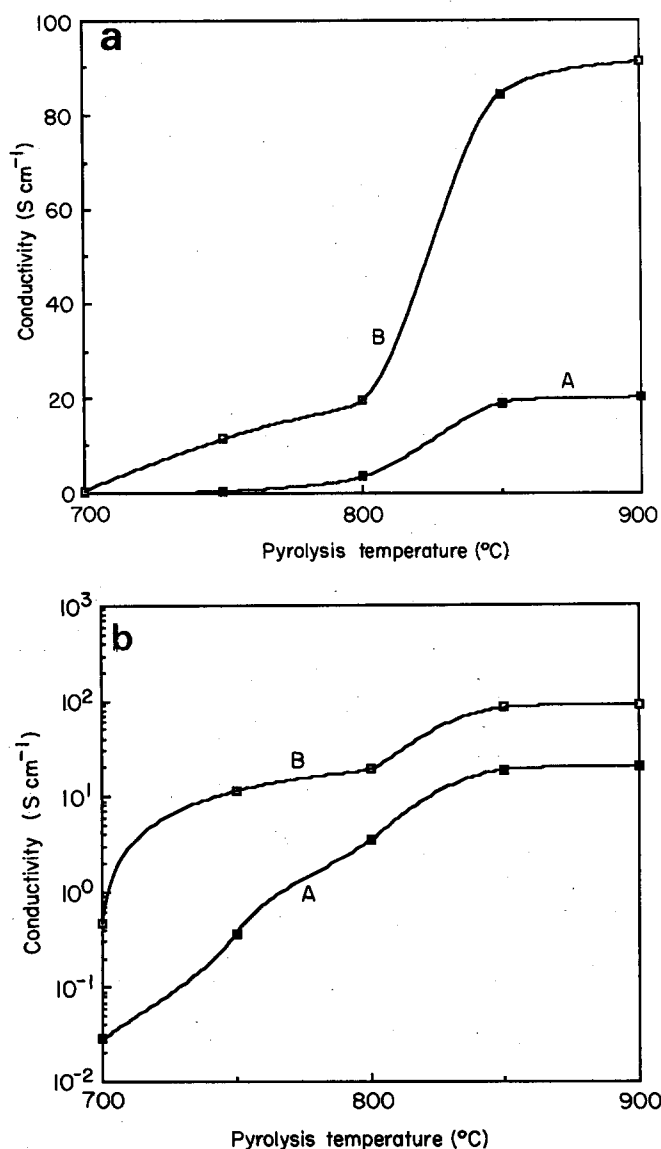 a
100
80
60
40
20
0
Conductivity (S cm⁻¹)
B
A
700
800
900
Pyrolysis temperature (°C)
b
10³
10²
10¹
10⁰
10⁻¹
10⁻²
Conductivity (S cm⁻¹)
B
A
700
800
900
Pyrolysis temperature (°C)